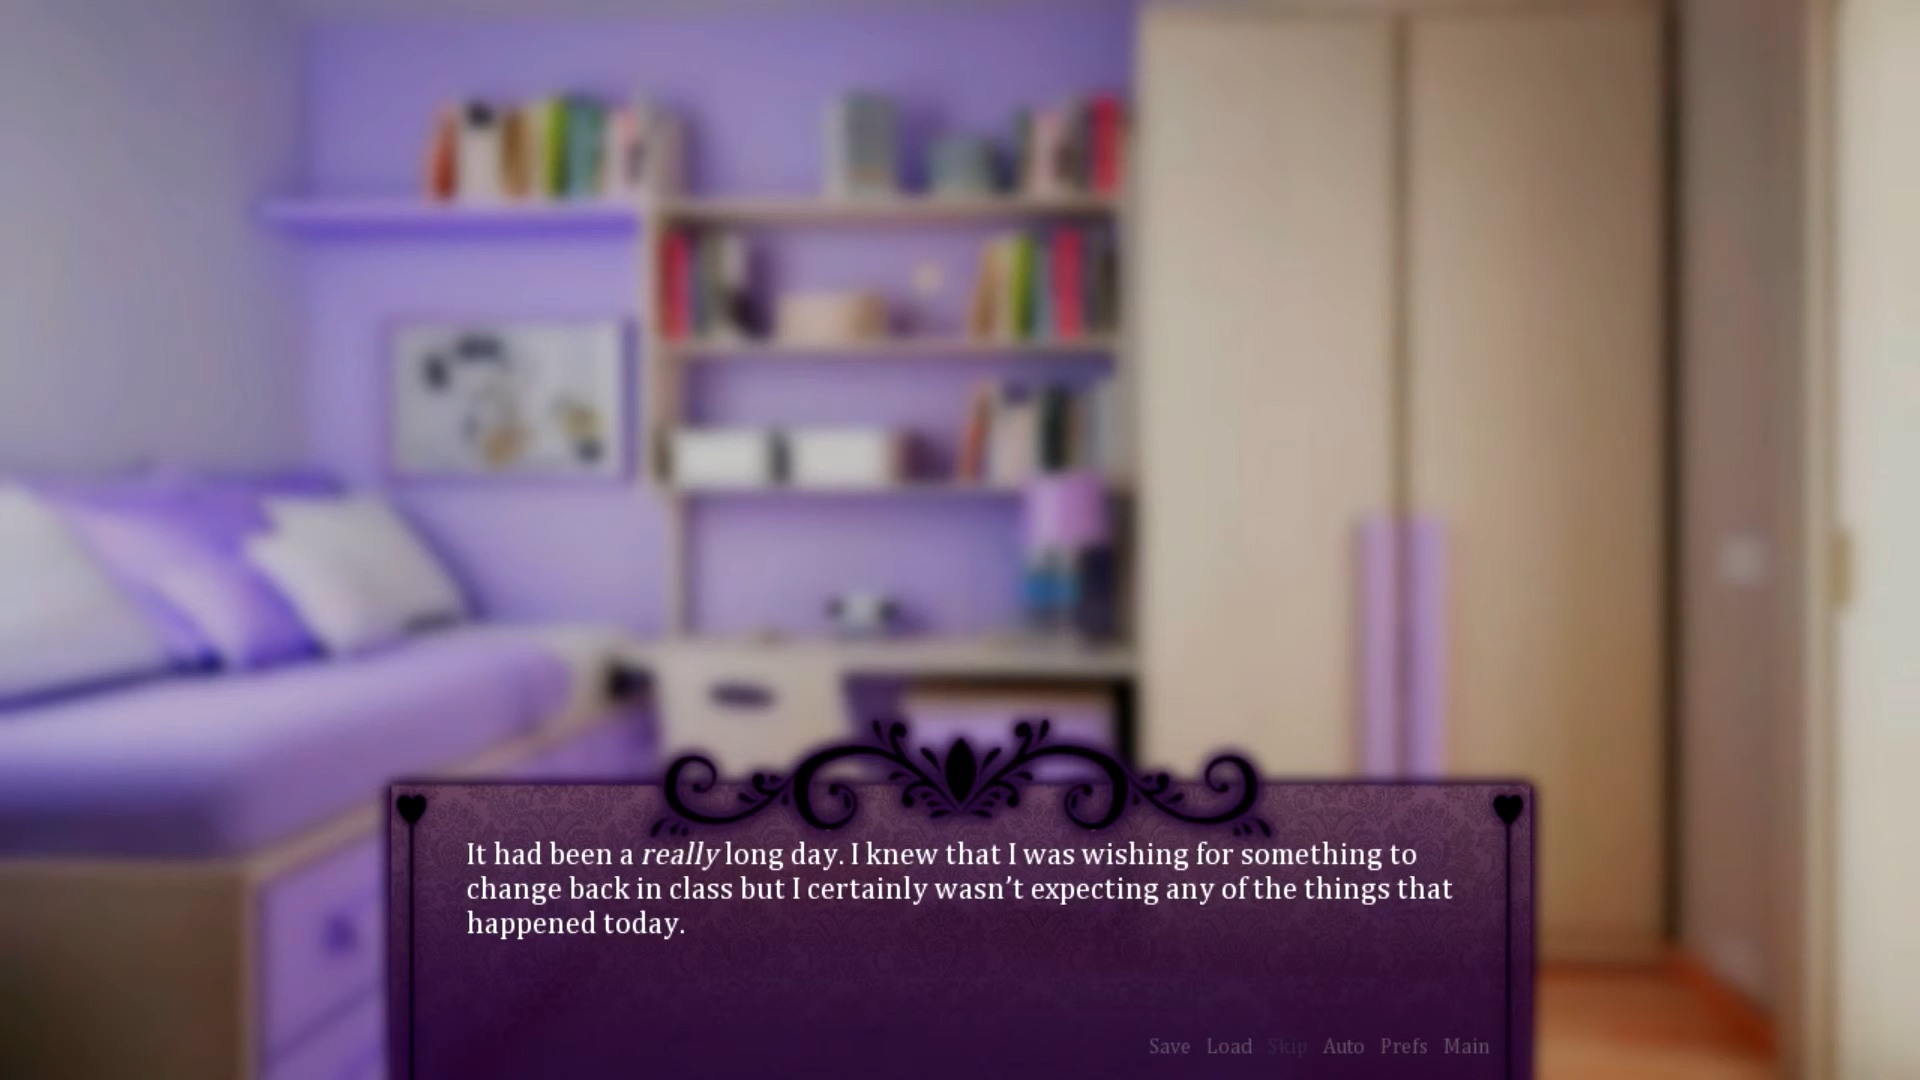 It had been a really long day. I knew that I was wishing for something to
change back in class but I certainly wasn’t expecting any of the things that
happened today.
Save Load Skip Auto Prefs Main